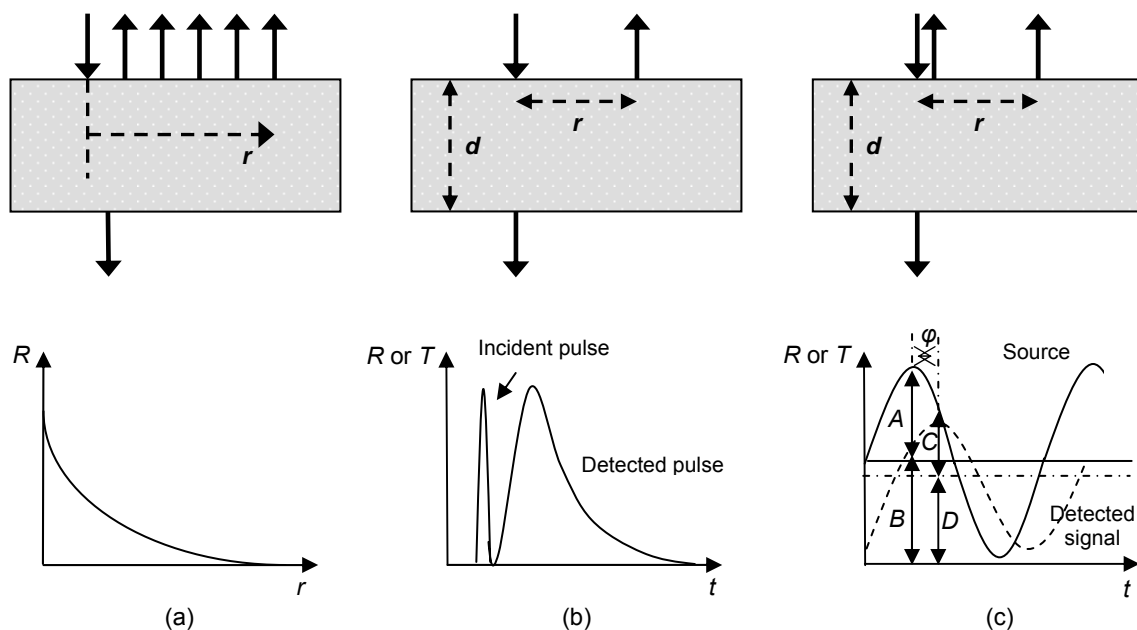 r
d
r
d
r
R
r
(a)
R or T
Incident pulse
Detected pulse
t
(b)
R or T
φ
Source
A
C
B
D
Detected
signal
t
(c)